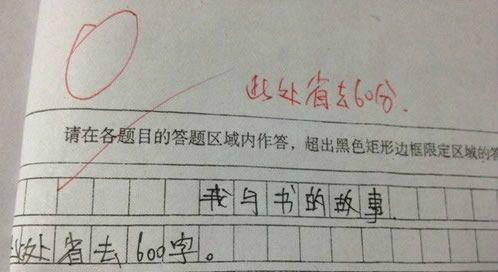 此处省去60分.
请在各题目的答题区域内作答，超出黑色矩形边框限定区域的答
我与书的故事
此处省去600字。